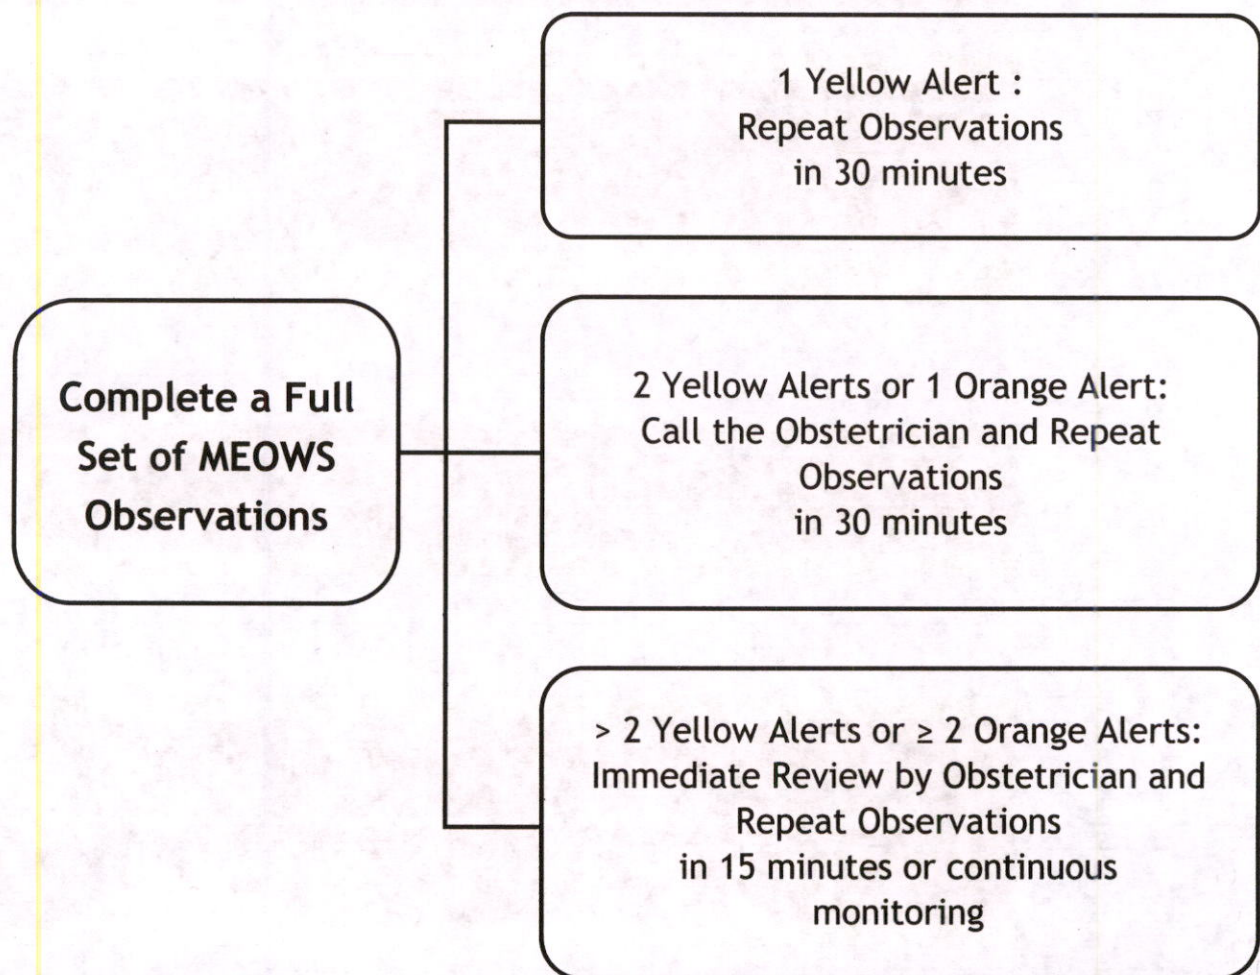 Complete a Full
Set of MEOWS
Observations
1 Yellow Alert :
Repeat Observations
in 30 minutes
2 Yellow Alerts or 1 Orange Alert:
Call the Obstetrician and Repeat
Observations
in 30 minutes
> 2 Yellow Alerts or ≥ 2 Orange Alerts:
Immediate Review by Obstetrician and
Repeat Observations
in 15 minutes or continuous
monitoring